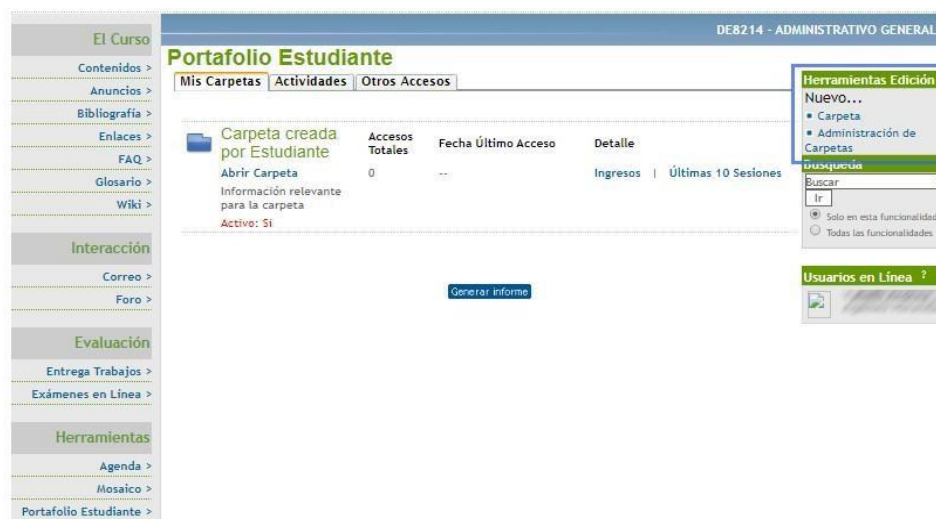 El Curso
Contenidos >
Anuncios >
Bibliografía >
Enlaces >
FAQ >
Glosario >
Wiki >
Interacción
Correo >
Foro >
Evaluación
Entrega Trabajos >
Exámenes en Línea >
Herramientas
Agenda >
Mosaico >
Portafolio Estudiante >
DE8214 - ADMINISTRATIVO GENERAL
Portafolio Estudiante
Mis Carpetas Actividades Otros Accesos
Carpeta creada
por Estudiante
Abrir Carpeta
Información relevante
para la carpeta
Activo: Si
Accesos
Totales
0
Fecha Último Acceso
--
Detalle
Ingresos | Últimas 10 Sesiones
Generar informe
Herramientas Edición
Nuevo...
Carpeta
Administración de
Carpetas
Búsqueda
Buscar
Ir
Solo en esta funcionalidad
Todas las funcionalidades
Usuarios en Línea ?